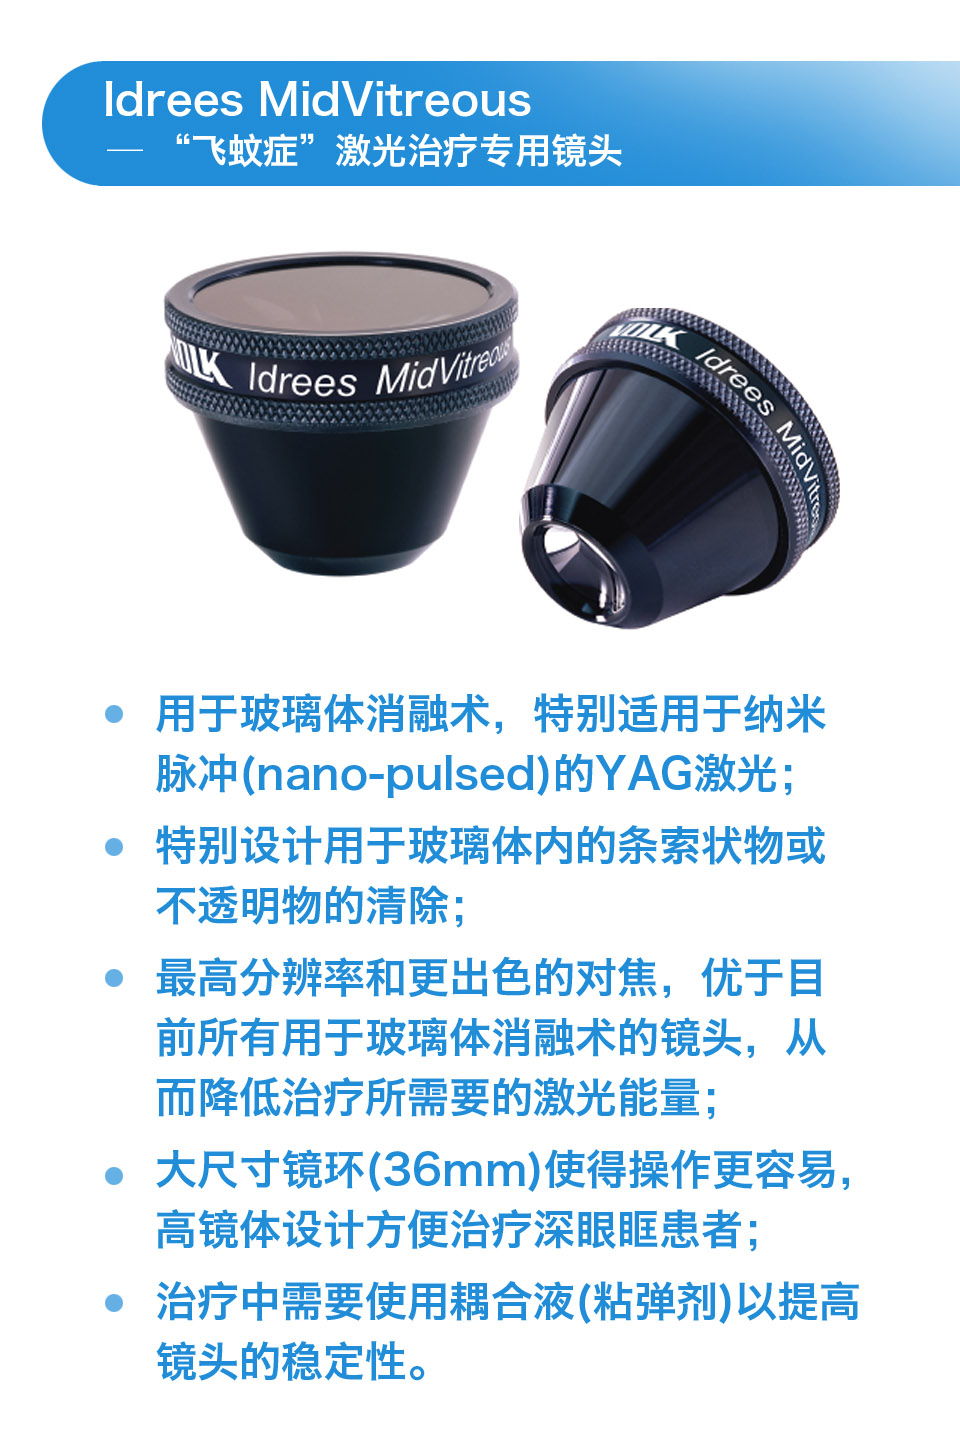 Idrees MidVitreous
— “飞蚊症”激光治疗专用镜头
VOLK Idrees MidVitreous
VOLK Idrees MidVitreo
用于玻璃体消融术，特别适用于纳米
脉冲(nano-pulsed)的YAG激光；
特别设计用于玻璃体内的条索状物或
不透明物的清除；
最高分辨率和更出色的对焦，优于目
前所有用于玻璃体消融术的镜头，从
而降低治疗所需要的激光能量；
大尺寸镜环(36mm)使得操作更容易，
高镜体设计方便治疗深眼眶患者；
治疗中需要使用耦合液(粘弹剂)以提高
镜头的稳定性。